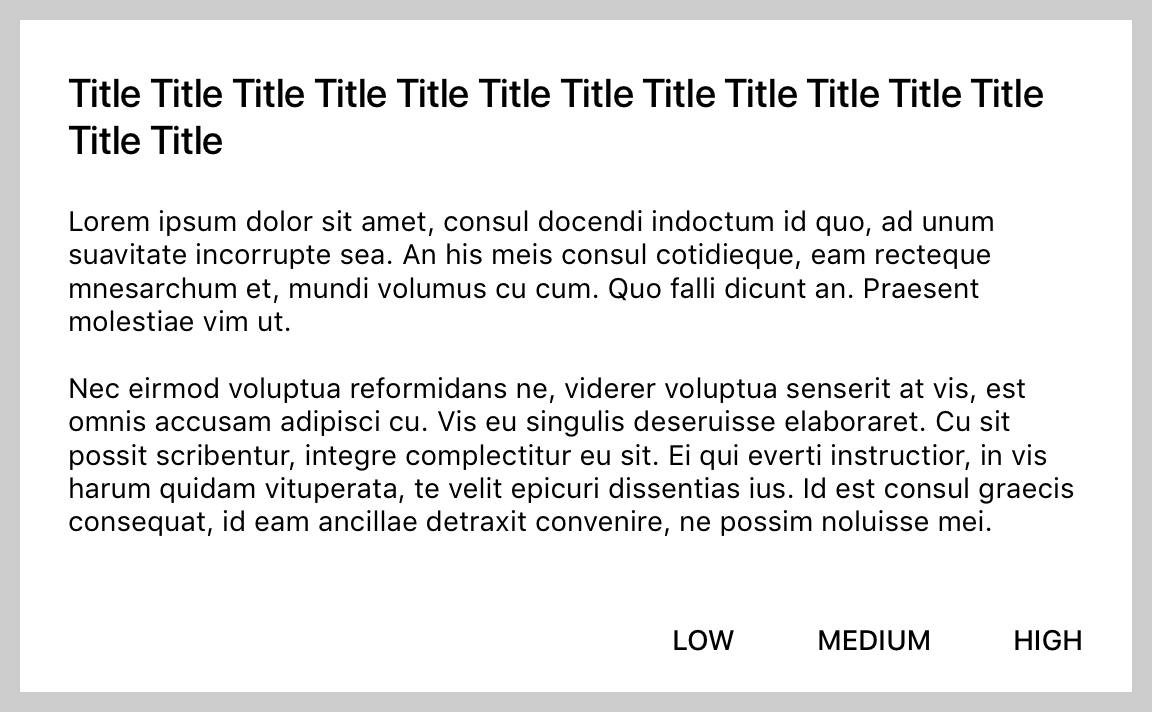 Title Title Title Title Title Title Title Title Title Title Title Title
Title Title
Lorem ipsum dolor sit amet, consul docendi indoctum id quo, ad unum
suavitate incorrupte sea. An his meis consul cotidieque, eam recteque
mnesarchum et, mundi volumus cu cum. Quo falli dicunt an. Praesent
molestiae vim ut.
Nec eirmod voluptua reformidans ne, viderer voluptua senserit at vis, est
omnis accusam adipisci cu. Vis eu singulis deseruisse elaboraret. Cu sit
possit scribentur, integre complectitur eu sit. Ei qui everti instructior, in vis
harum quidam vituperata, te velit epicuri dissentias ius. Id est consul graecis
consequat, id eam ancillae detraxit convenire, ne possim noluisse mei.
LOW MEDIUM HIGH